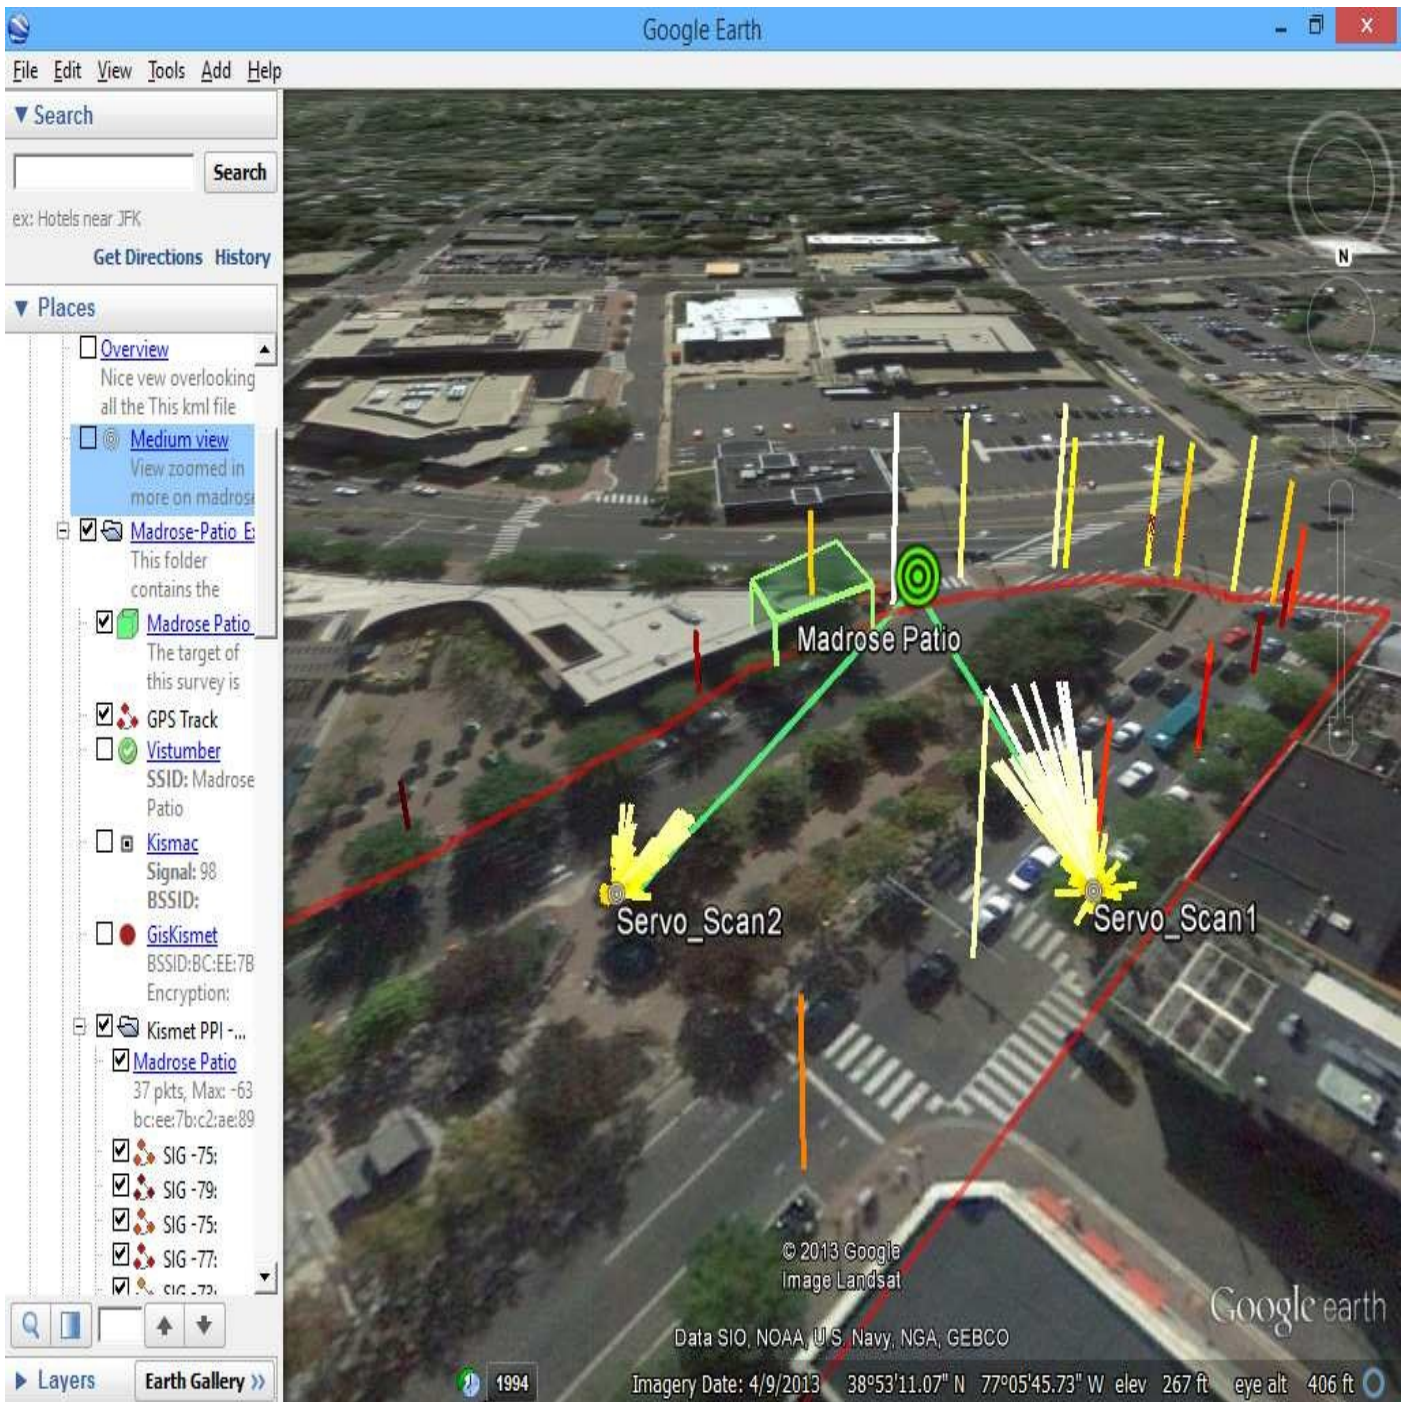 Google Earth
File Edit View Tools Add Help
Search
Search
ex: Hotels near JFK
Get Directions History
Places
Overview
Nice vew overlooking
all the This kml file
Medium view
View zoomed in
more on madrose
Madrose-Patio E
This folder
contains the
Madrose Patio
The target of
this survey is
GPS Track
Vistumber
SSID: Madrose
Patio
Kismac
Signal: 98
BSSID:
GisKismet
BSSID:BC:EE:7B
Encryption:
Kismet PPI -...
Madrose Patio
37 pkts, Max: -63
bc:ee:7b:c2:ae:89
SIG -75:
SIG -79:
SIG -75:
SIG -77:
SIG -73:
Layers
Earth Gallery »
N
Madrose Patio
Servo_Scan2
Servo_Scan1
© 2013 Google
Image Landsat
Google earth
Data SIO, NOAA, U.S. Navy, NGA, GEBCO
1994
Imagery Date: 4/9/2013 38°53'11.07" N 77°05'45.73" W elev 267 ft eye alt 406 ft